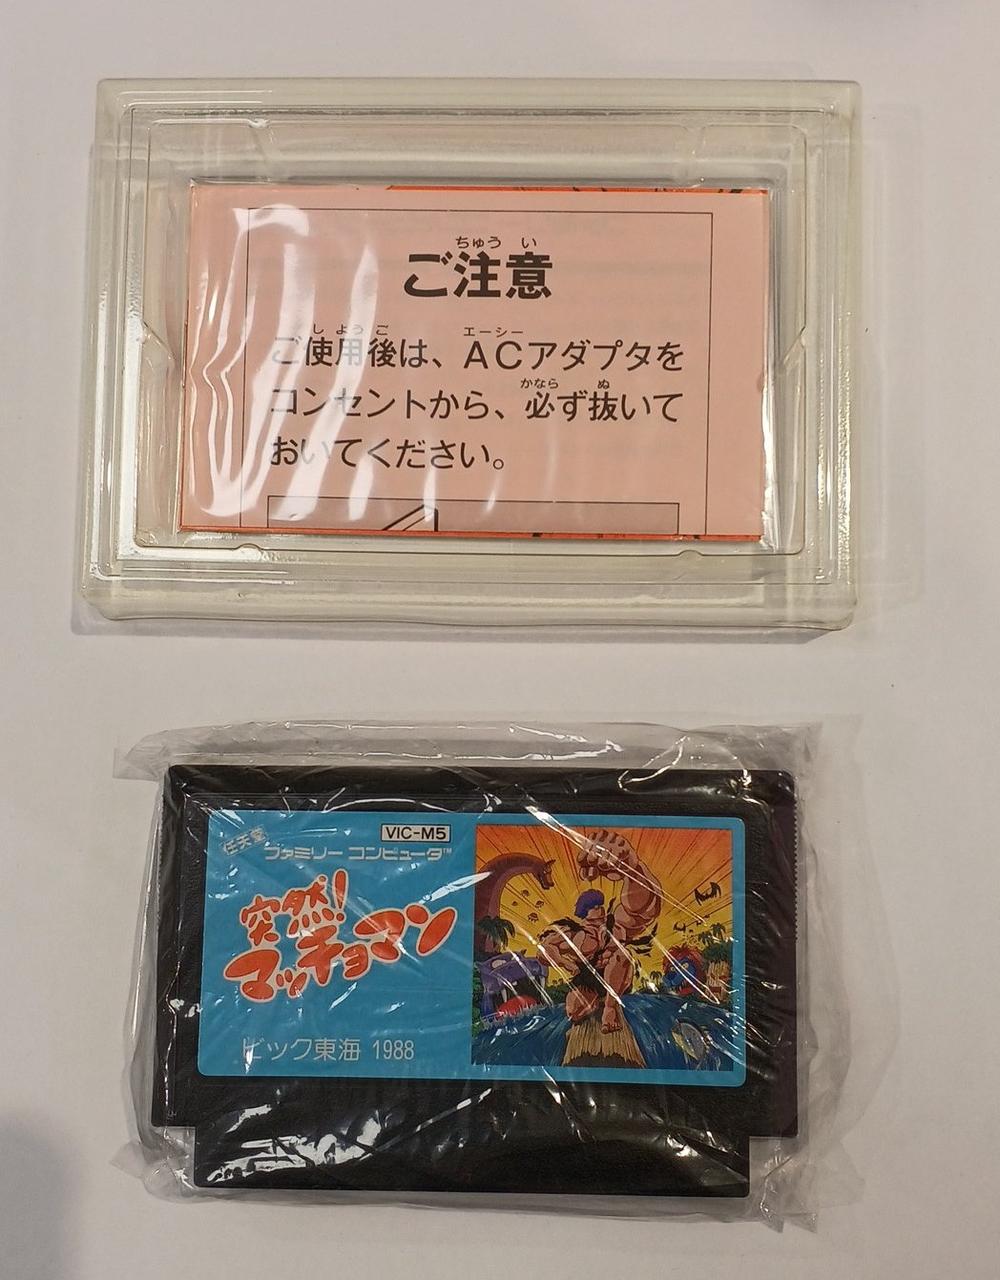 ちゅう い
ご注意
しようご エーシー
ご使用後は、ACアダプタを
かなら ぬ
コンセントから、必ず抜いて
おいてください。
任天堂
VIC-M5
ファミリー コンピュータ™
突然!
マッチョマン
ビック東海 1988